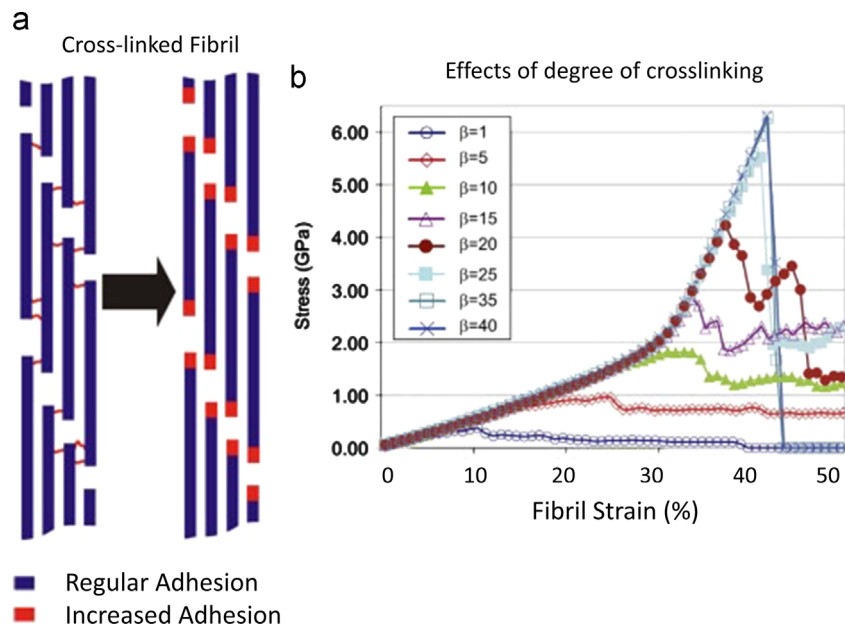 a
Cross-linked Fibril
Regular Adhesion
Increased Adhesion
b
Effects of degree of crosslinking
Stress (GPa)
6.00
5.00
4.00
3.00
2.00
1.00
0.00
β=1
β=5
β=10
β=15
β=20
β=25
β=35
β=40
0 10 20 30 40 50
Fibril Strain (%)